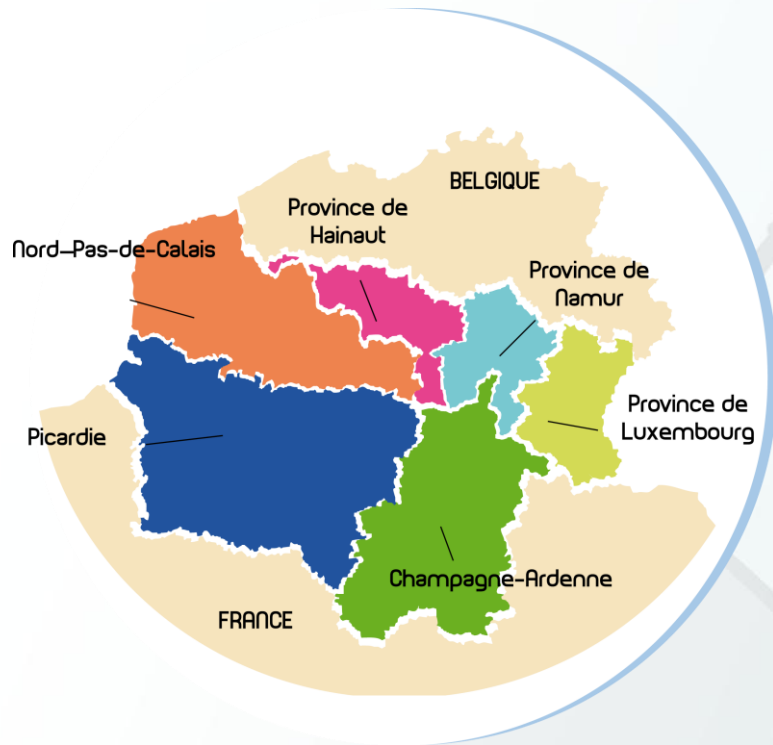 BELGIQUE
Province de
Hainaut
Nord-Pas-de-Calais
Province de
Namur
Province de
Luxembourg
Picardie
Champagne-Ardenne
FRANCE